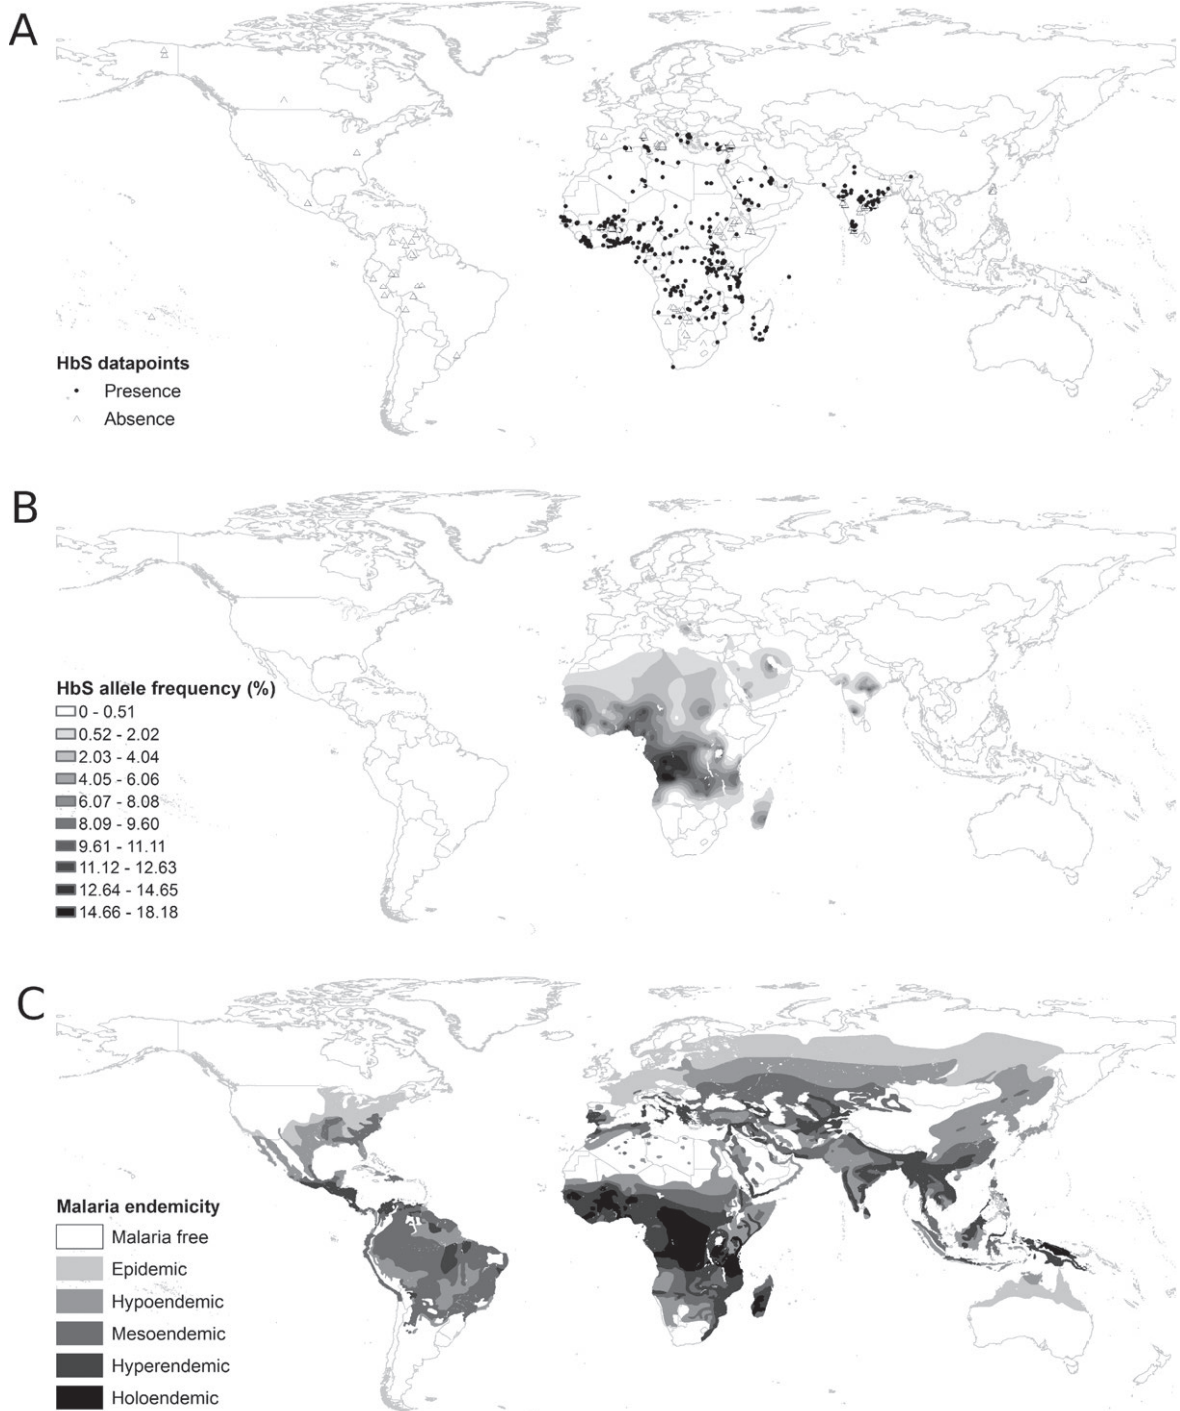 A
HbS datapoints
Presence
Absence
B
HbS allele frequency (%)
0 - 0.51
0.52 - 2.02
2.03 - 4.04
4.05 - 6.06
6.07 - 8.08
8.09 - 9.60
9.61 - 11.11
11.12 - 12.63
12.64 - 14.65
14.66 - 18.18
C
Malaria endemicity
Malaria free
Epidemic
Hypoendemic
Mesoendemic
Hyperendemic
Holoendemic